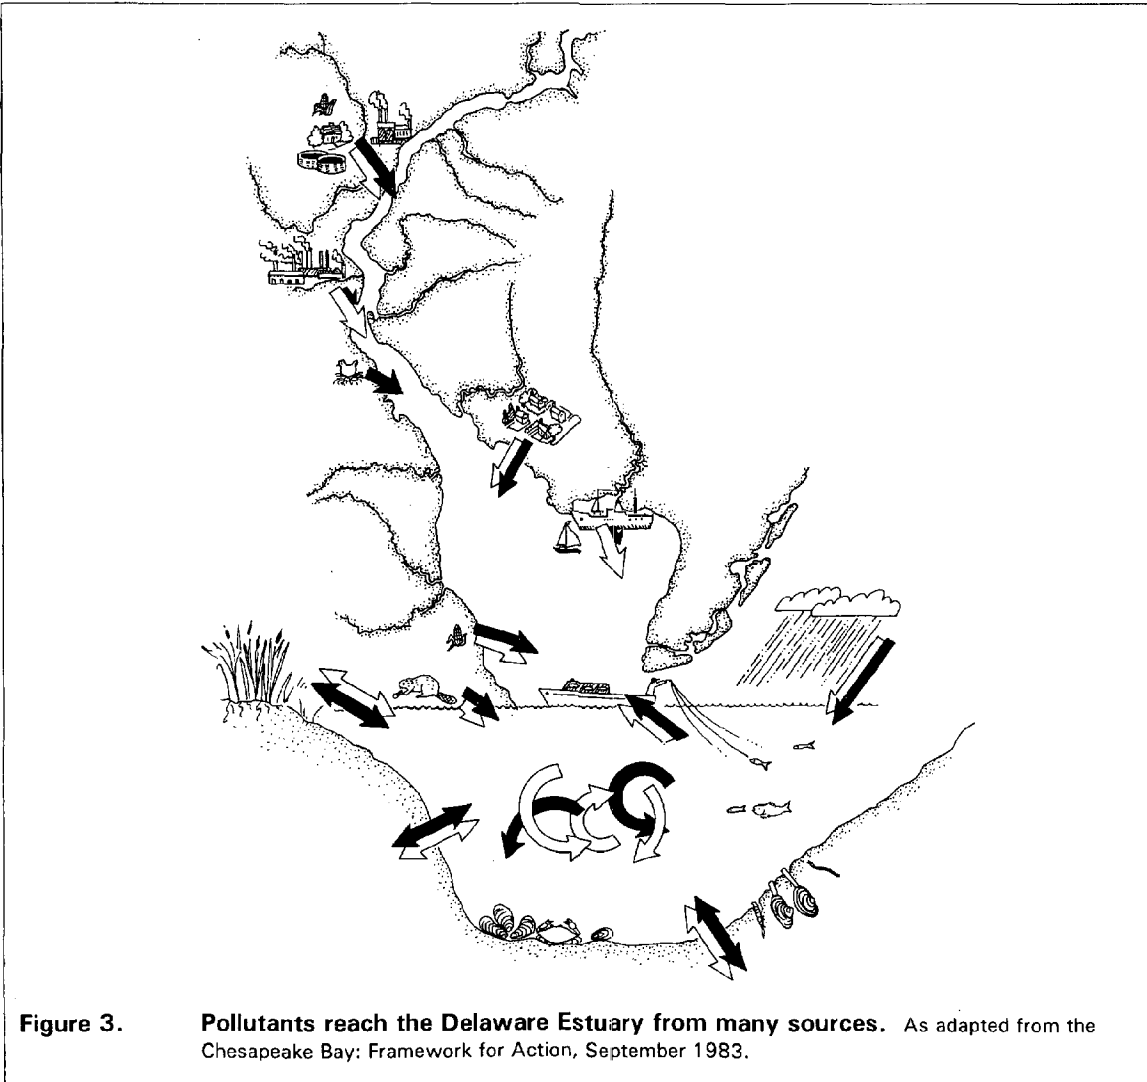 Figure 3. Pollutants reach the Delaware Estuary from many sources. As adapted from the
Chesapeake Bay: Framework for Action, September 1983.